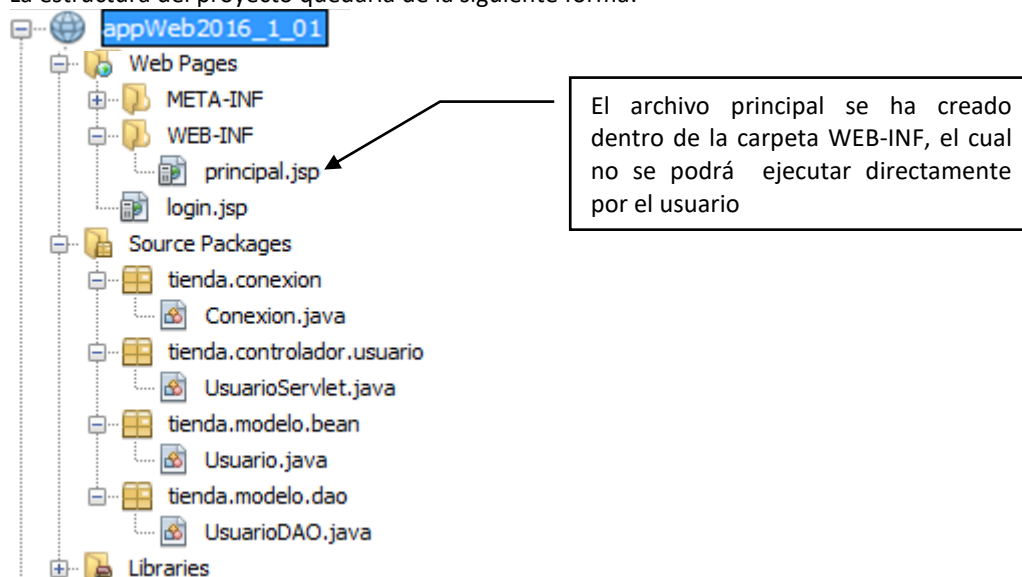 La estructura del proyecto quedaría de la siguiente forma:
appWeb2016_1_01
Web Pages
META-INF
WEB-INF
principal.jsp
login.jsp
Source Packages
tienda.conexion
Conexion.java
tienda.controlador.usuario
UsuarioServlet.java
tienda.modelo.bean
Usuario.java
tienda.modelo.dao
UsuarioDAO.java
Libraries
El archivo principal se ha creado
dentro de la carpeta WEB-INF, el cual
no se podrá ejecutar directamente
por el usuario